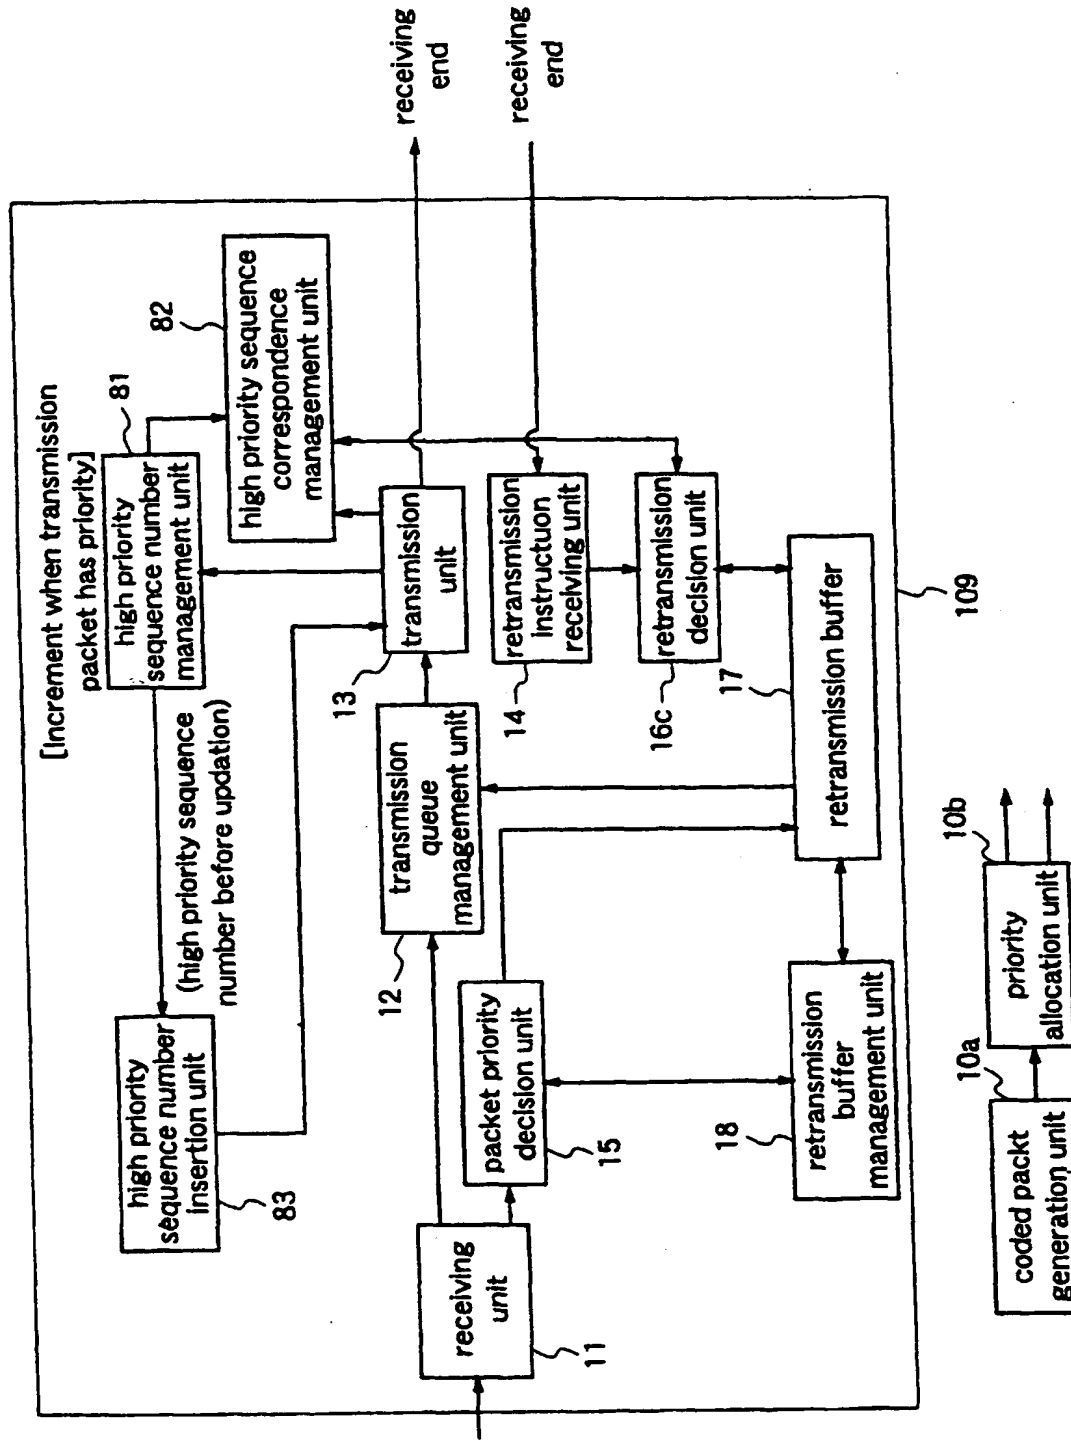 [Increment when transmission
packet has priority]
81
high priority
sequence number
management unit
82
high priority sequence
correspondence
management unit
(high priority sequence
number before updation)
high priority
sequence number
insertion unit
83
receiving
end
receiving
end
13
transmission
unit
12
transmission
queue
management unit
14
retransmission
instructuon
receiving unit
16c
retransmission
decision unit
17
retransmission buffer
receiving
unit
11
packet priority
decision unit
15
18
retransmission
buffer
management unit
109
10a
coded packt
generation unit
10b
priority
allocation unit